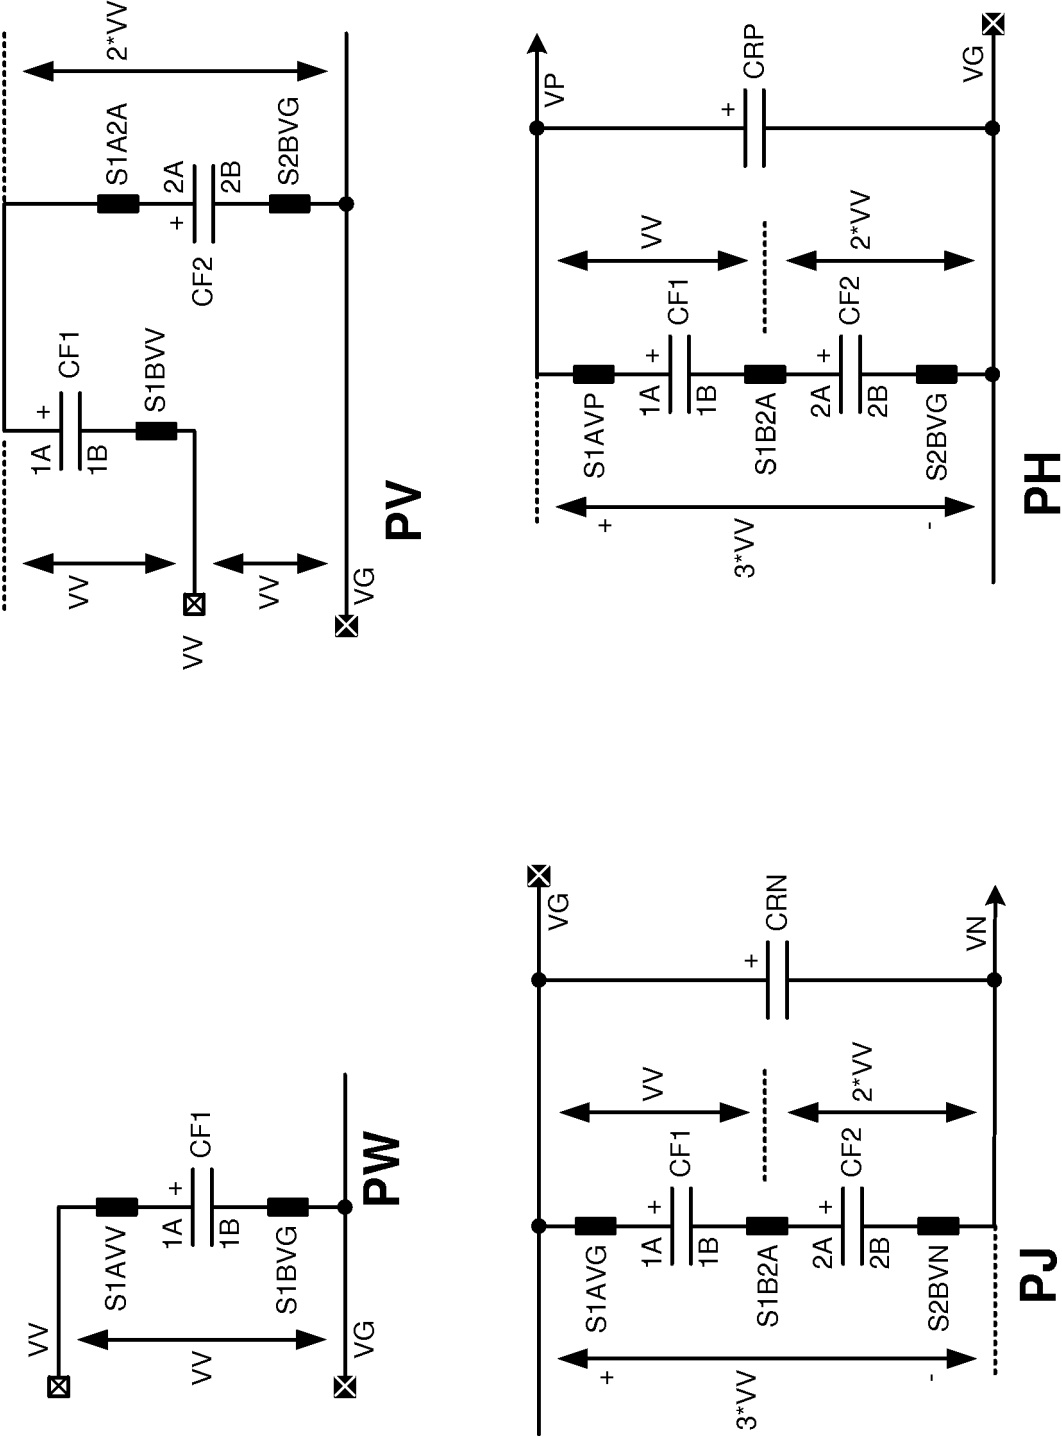 VV
VV
VV
VG
1A
+
1B
CF1
S1BVV
S1A2A
+
2A
2B
CF2
S2BVG
2*VV
PV
VV
VV
VG
S1AVV
1A
+
1B
CF1
S1BVG
PW
VP
VG
3*VV
+
-
S1AVP
1A
+
1B
CF1
S1B2A
2A
+
2B
CF2
S2BVG
VV
2*VV
+
CRP
PH
VG
VN
3*VV
+
-
S1AVG
1A
+
1B
CF1
S1B2A
2A
+
2B
CF2
S2BVN
VV
2*VV
+
CRN
PJ